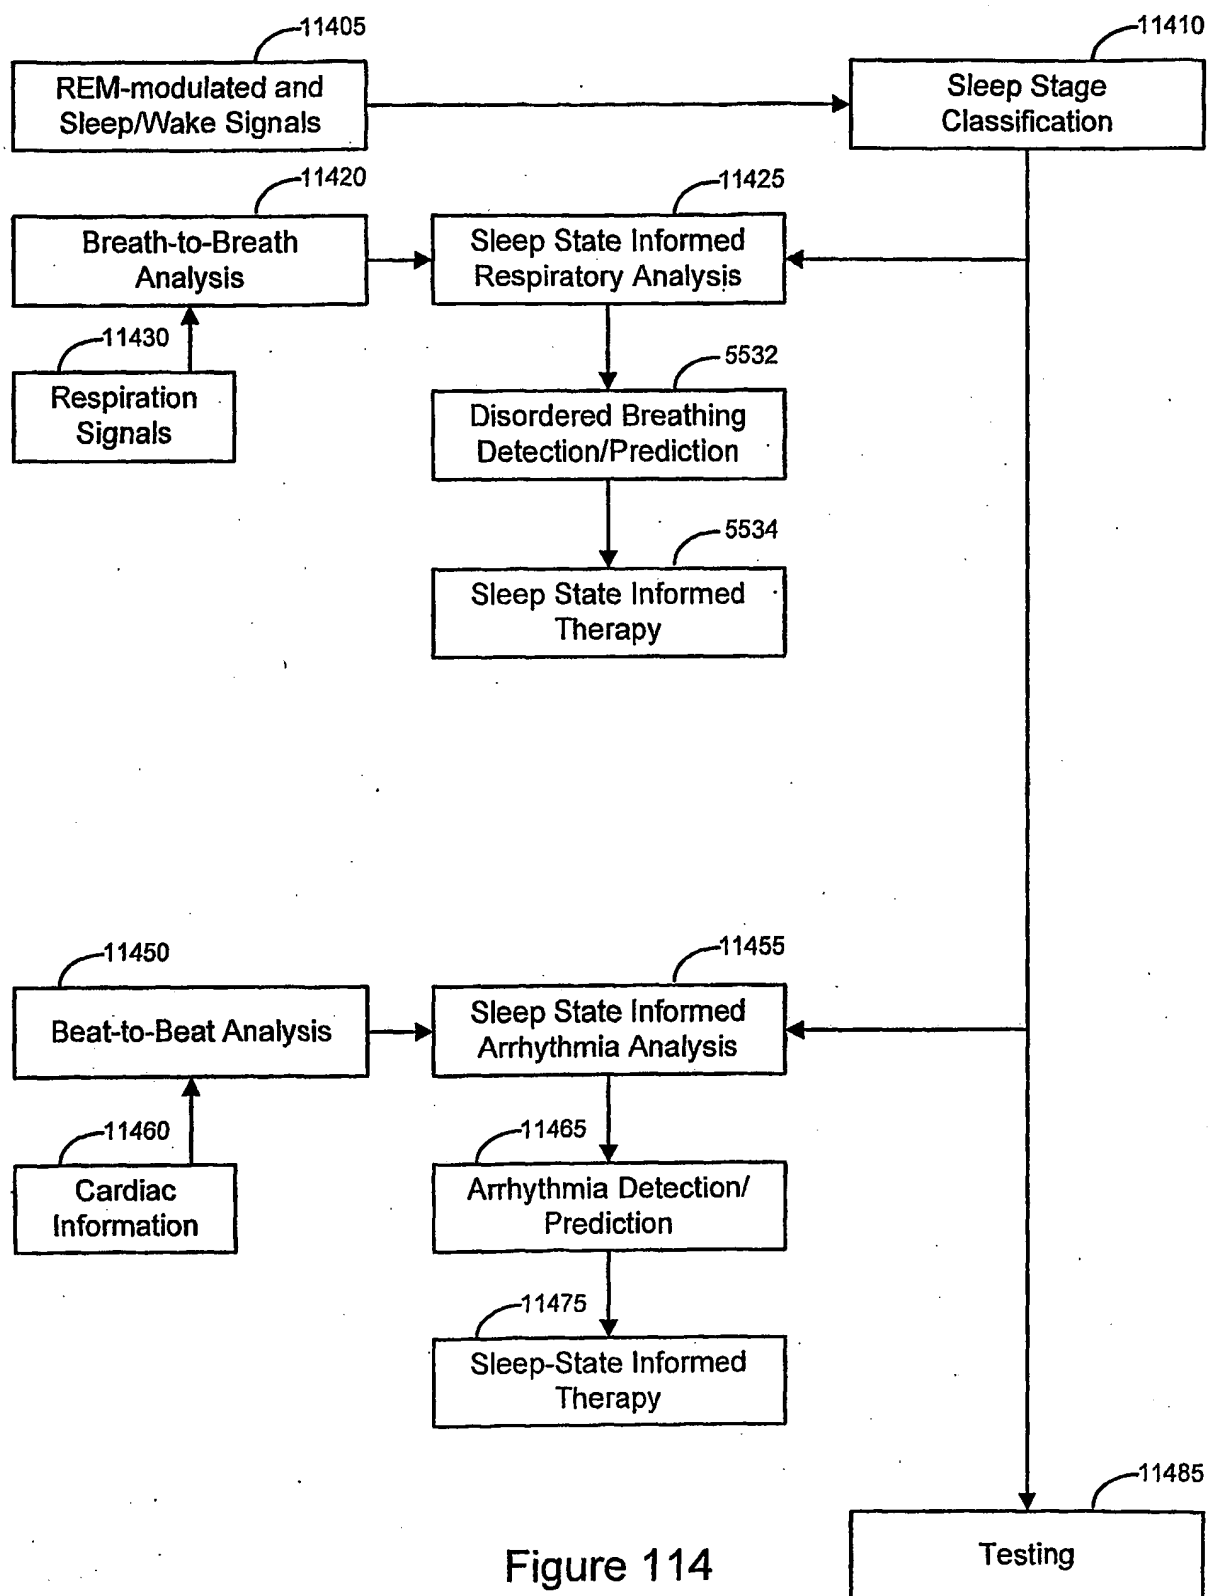 11405
REM-modulated and
Sleep/Wake Signals
11410
Sleep Stage
Classification
11420
Breath-to-Breath
Analysis
11425
Sleep State Informed
Respiratory Analysis
11430
Respiration
Signals
5532
Disordered Breathing
Detection/Prediction
5534
Sleep State Informed
Therapy
11450
Beat-to-Beat Analysis
11455
Sleep State Informed
Arrhythmia Analysis
11460
Cardiac
Information
11465
Arrhythmia Detection/
Prediction
11475
Sleep-State Informed
Therapy
11485
Testing
Figure 114